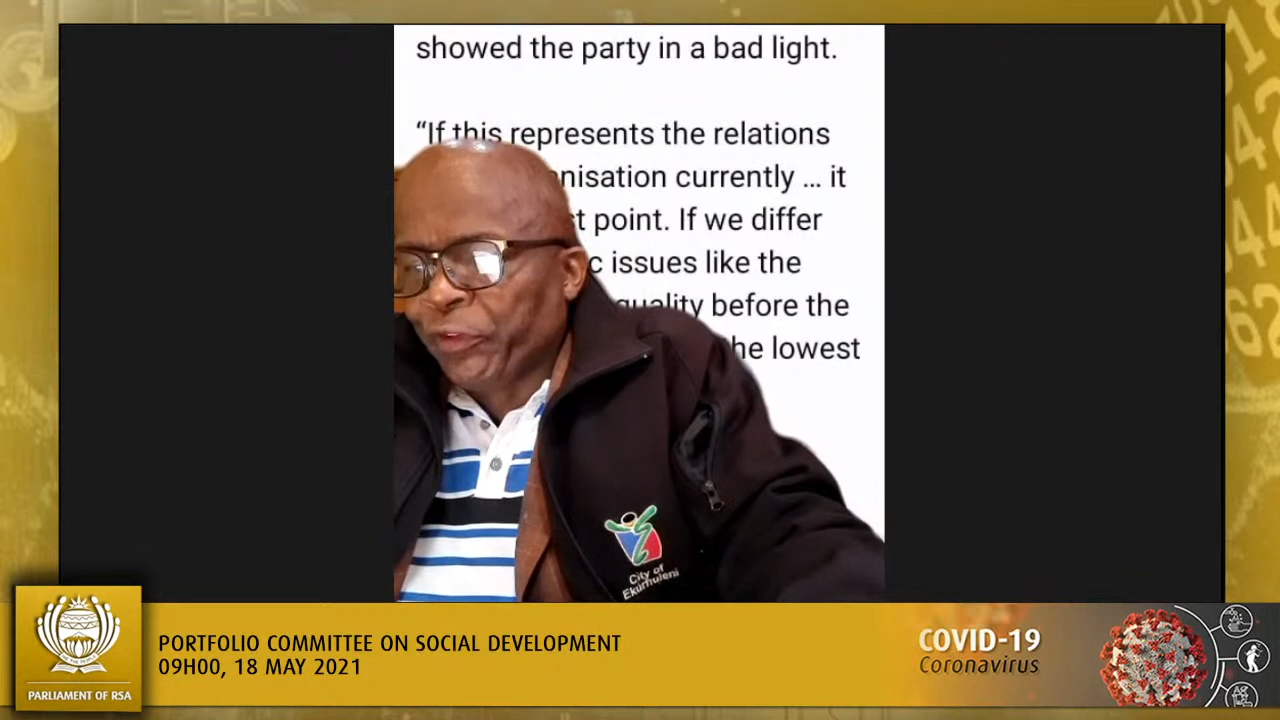 showed the party in a bad light.
“If this represents the relations
nisation currently ... it
t point. If we differ
c issues like the
quality before the
he lowest
City of
Ekurhuleni
PORTFOLIO COMMITTEE ON SOCIAL DEVELOPMENT
09H00, 18 MAY 2021
PARLIAMENT OF RSA
COVID-19
Coronavirus